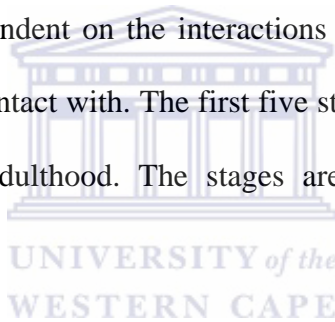 ndent on the interactions
ntact with. The first five st
dulthood. The stages are
UNIVERSITY of the
WESTERN CAPE